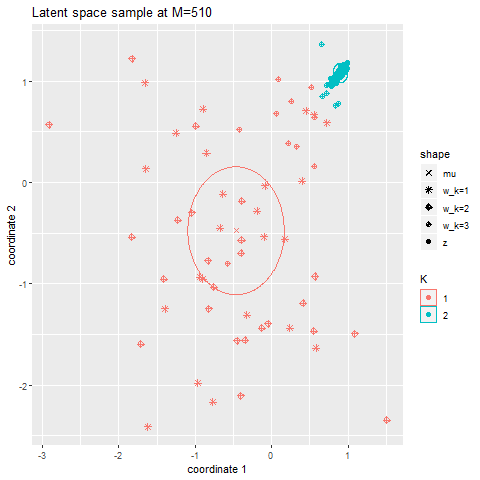 Latent space sample at M=510
coordinate 2
1
0
-1
-2
-3
-2
-1
0
1
coordinate 1
shape
mu
w_k=1
w_k=2
w_k=3
z
K
1
2